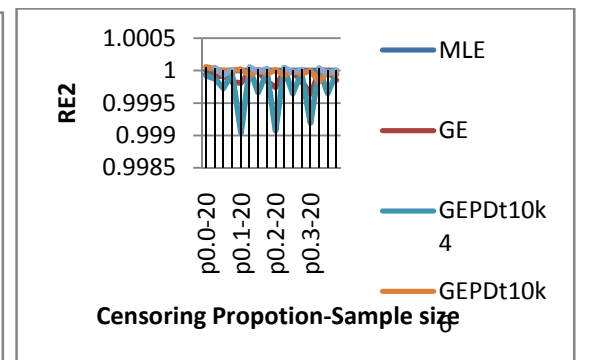 1.0005
1
0.9995
0.999
0.9985
RE2
p0.0-20
p0.1-20
p0.2-20
p0.3-20
Censoring Propotion-Sample size
MLE
GE
GEPDt10k
4
GEPDt10k
6